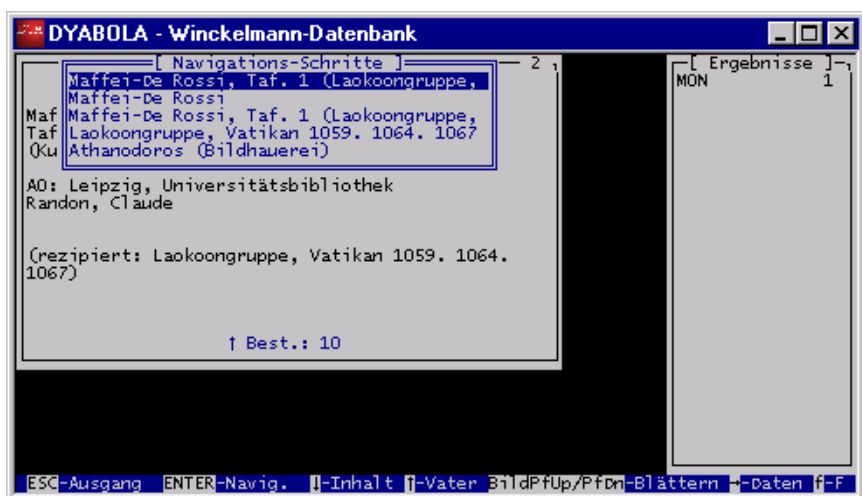 DYABOLA - Winckelmann-Datenbank
[ Navigations-Schritte ]
2
Maffei-De Rossi, Taf. 1 (Laokoongruppe,
Maffei-De Rossi
Maf
Maffei-De Rossi, Taf. 1 (Laokoongruppe,
Taf
Laokoongruppe, Vatikan 1059. 1064. 1067
(Ku
Athanodoros (Bildhauerei)
AO: Leipzig, Universitätsbibliothek
Randon, Claude
(rezipiert: Laokoongruppe, Vatikan 1059. 1064.
1067)
↑ Best.: 10
[ Ergebnisse ]
MON 1
ESC-Ausgang ENTER-Navig. ↓-Inhalt ↑-Vater BildPfUp/PfDn-Blättern →-Daten f-F